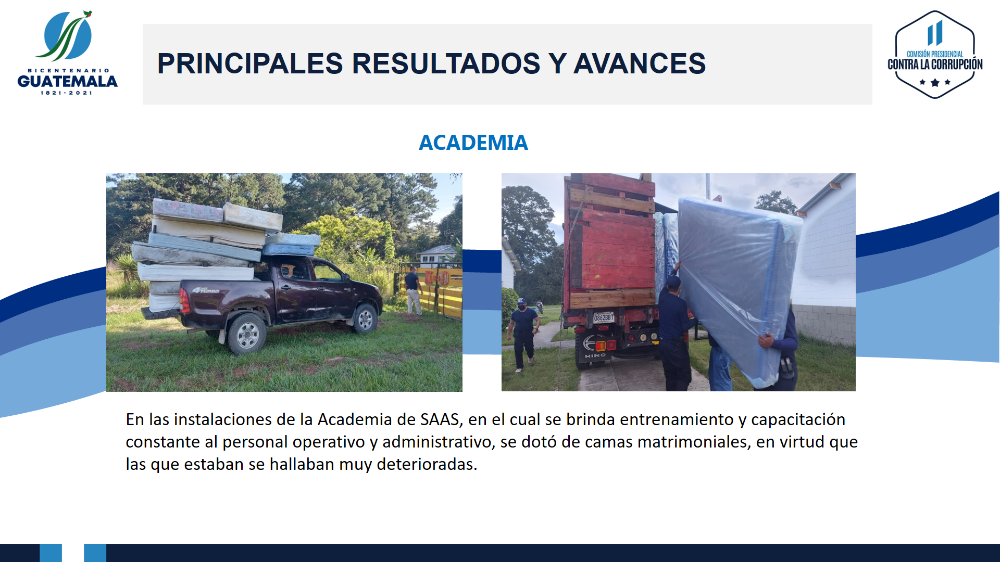 BICENTENARIO
GUATEMALA
1821-2021
PRINCIPALES RESULTADOS Y AVANCES
COMISIÓN PRESIDENCIAL
CONTRA LA CORRUPCIÓN
ACADEMIA
TURBO
0862BBT
HINO
En las instalaciones de la Academia de SAAS, en el cual se brinda entrenamiento y capacitación
constante al personal operativo y administrativo, se dotó de camas matrimoniales, en virtud que
las que estaban se hallaban muy deterioradas.